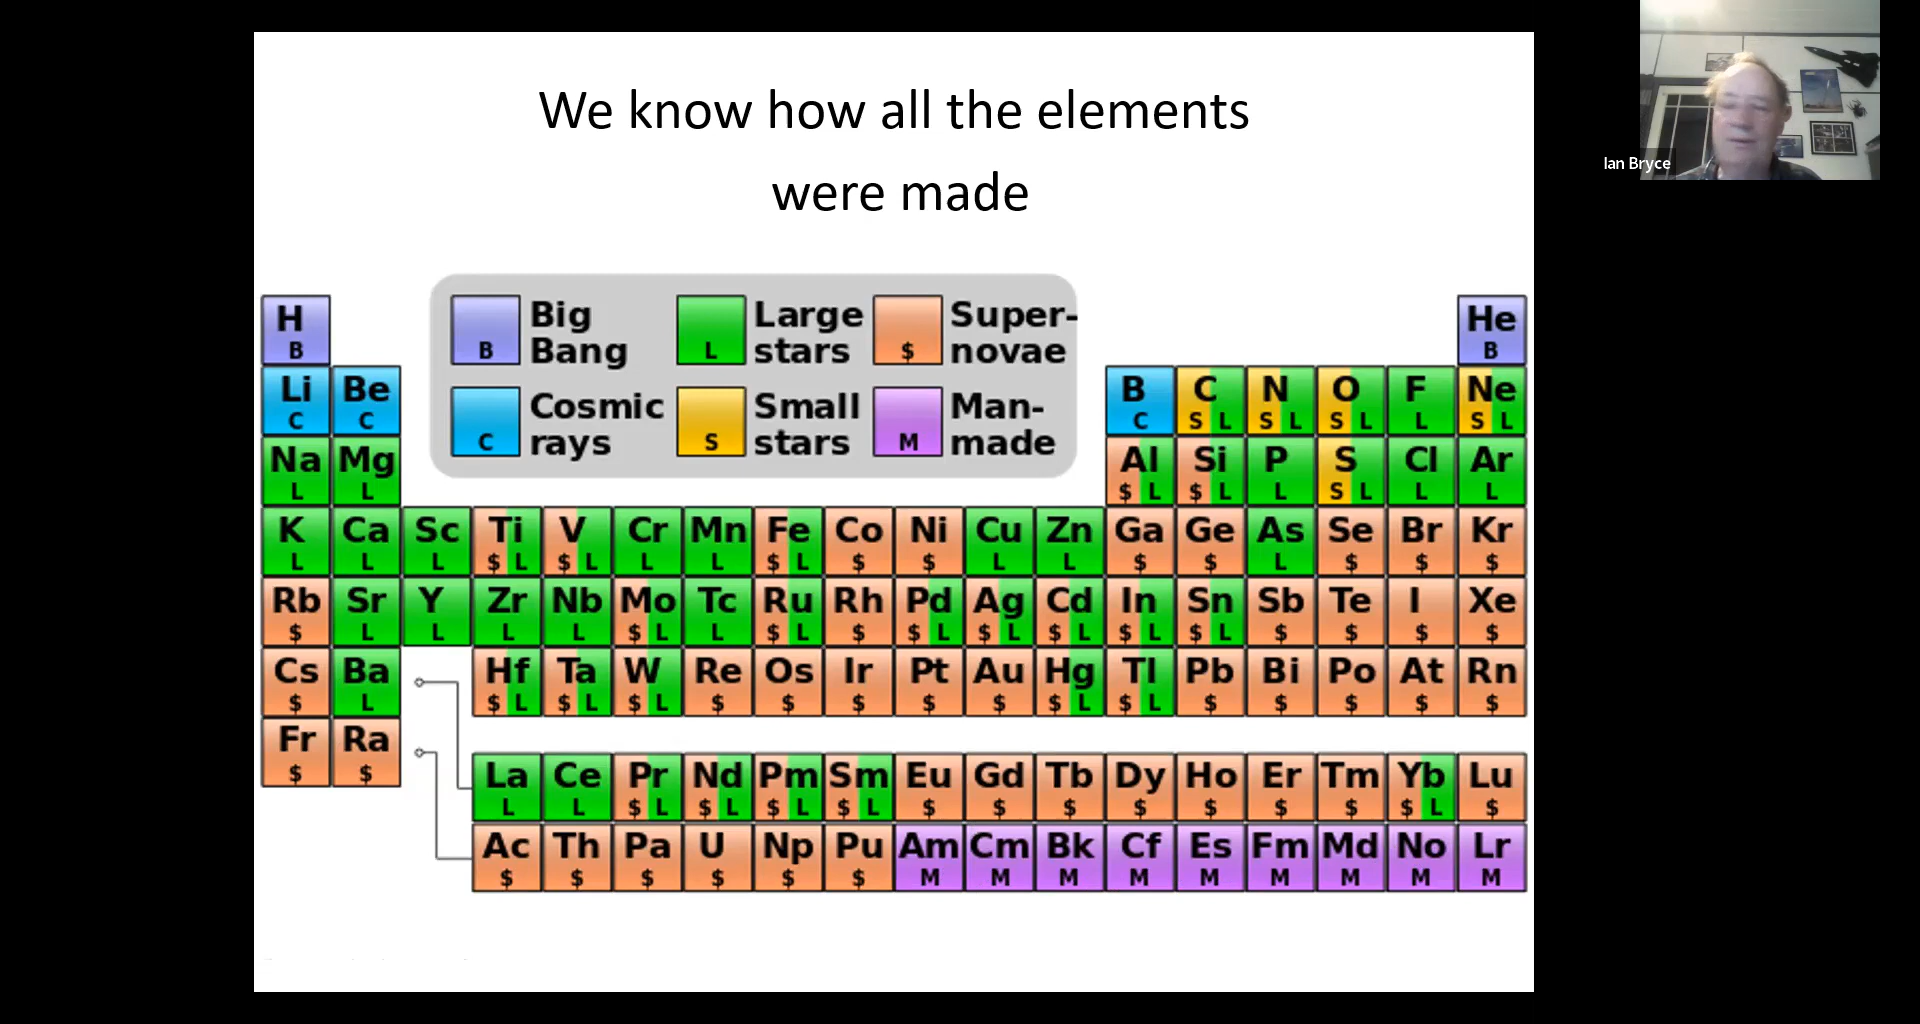 We know how all the elements
were made
Ian Bryce
Big Bang
B
Large stars
L
Super-novae
$
Cosmic rays
C
Small stars
S
Man-made
M
H He
B B
Li Be B C N O F Ne
C C C S L S L S L L S L
Na Mg Al Si P S Cl Ar
L L $ L $ L L S L L L
K Ca Sc Ti V Cr Mn Fe Co Ni Cu Zn Ga Ge As Se Br Kr
L L L $ L $ L L L $ L $ $ L L $ $ L $ $ $
Rb Sr Y Zr Nb Mo Tc Ru Rh Pd Ag Cd In Sn Sb Te I Xe
$ L L L L $ L L $ L $ $ L $ L $ L $ L $ L $ $ $ $
Cs Ba Hf Ta W Re Os Ir Pt Au Hg Tl Pb Bi Po At Rn
$ L $ L $ L $ L $ $ $ $ $ $ L $ L $ $ $ $ $
Fr Ra
$ $
La Ce Pr Nd Pm Sm Eu Gd Tb Dy Ho Er Tm Yb Lu
L L $ L $ L $ L $ L $ $ $ $ $ $ $ $ L $
Ac Th Pa U Np Pu Am Cm Bk Cf Es Fm Md No Lr
$ $ $ $ $ $ M M M M M M M M M